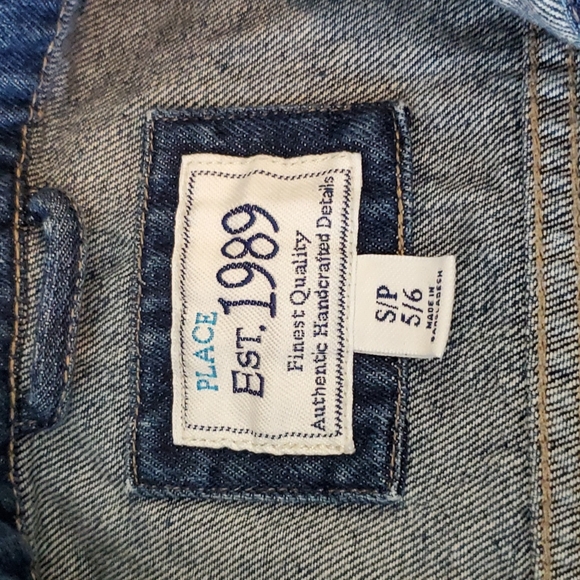 PLACE
EST. 1989
Finest Quality
Authentic Handcrafted Details
S/P
5/6
MADE IN
BANGLADESH